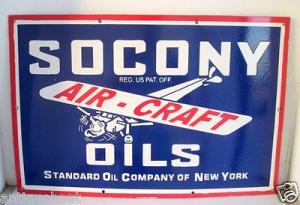 SOCONY
REG. US PAT. OFF.
AIR-CRAFT
OILS
STANDARD OIL COMPANY OF NEW YORK